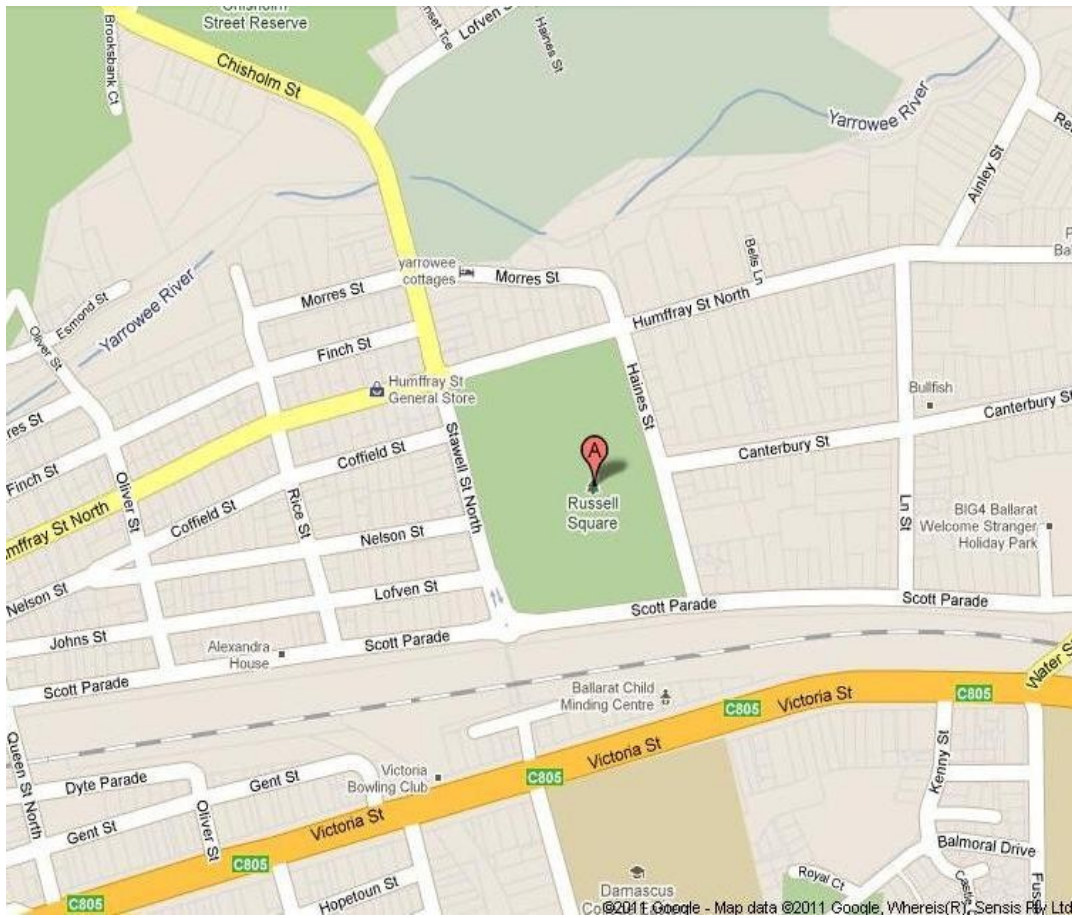 Chisholm
Street Reserve
Brooksbank Ct
Chisholm St
Lofven
Haines St
Yarrowee River
Ainley St
Esmond St
Yarrowee River
Oliver St
yarrowee
cottages
Morres St
Morres St
Bells Ln
Humffray St North
Finch St
Humffray St
General Store
Haines St
Bullfish
Canterbury St
Canterbury St
Finch St
Oliver St
Coffield St
Coffield St
Stawell St North
A
Russell
Square
Rice St
Ln St
BIG4 Ballarat
Welcome Stranger
Holiday Park
Nelson St
Nelson St
Lofven St
Johns St
Scott Parade
Scott Parade
Scott Parade
Scott Parade
Alexandra
House
Ballarat Child
Minding Centre
C805
C805
Victoria St
Victoria St
Queen St North
Dyte Parade
Gent St
Gent St
Victoria
Bowling Club
C805
Kenny St
Oliver St
Victoria St
C805
Balmoral Drive
Hopetoun St
Damascus
Royal Ct
©2011 Google - Map data ©2011 Google, Whereis(R), Sensis Pty Ltd